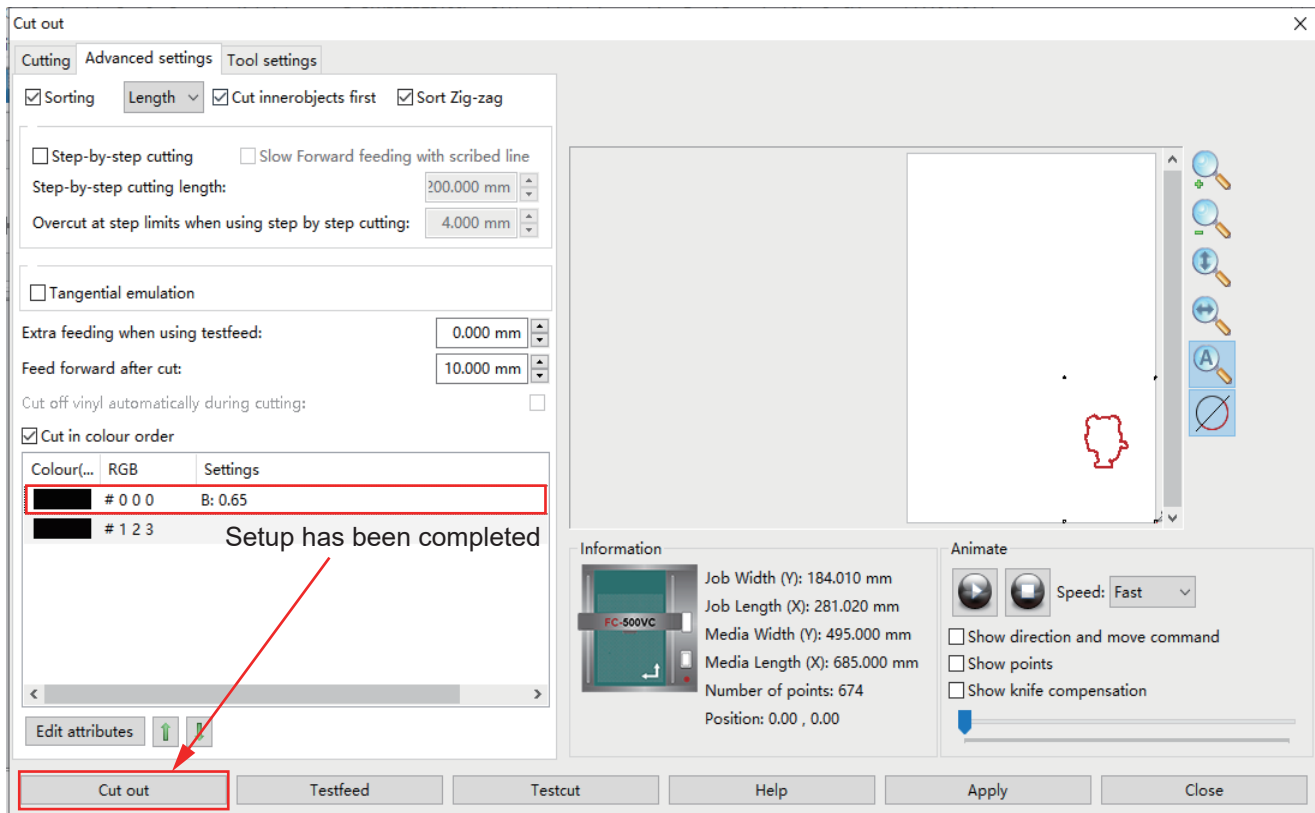 Cut out
Cutting Advanced settings Tool settings
Sorting Length Cut innerobjects first Sort Zig-zag
Step-by-step cutting Slow Forward feeding with scribed line
Step-by-step cutting length: 200.000 mm
Overcut at step limits when using step by step cutting: 4.000 mm
Tangential emulation
Extra feeding when using testfeed: 0.000 mm
Feed forward after cut: 10.000 mm
Cut off vinyl automatically during cutting:
Cut in colour order
Colour(... RGB Settings
# 0 0 0 B: 0.65
# 1 2 3
Setup has been completed
Edit attributes
A
Information
FC-500VC
Job Width (Y): 184.010 mm
Job Length (X): 281.020 mm
Media Width (Y): 495.000 mm
Media Length (X): 685.000 mm
Number of points: 674
Position: 0.00 , 0.00
Animate
Speed: Fast
Show direction and move command
Show points
Show knife compensation
Cut out Testfeed Testcut Help Apply Close